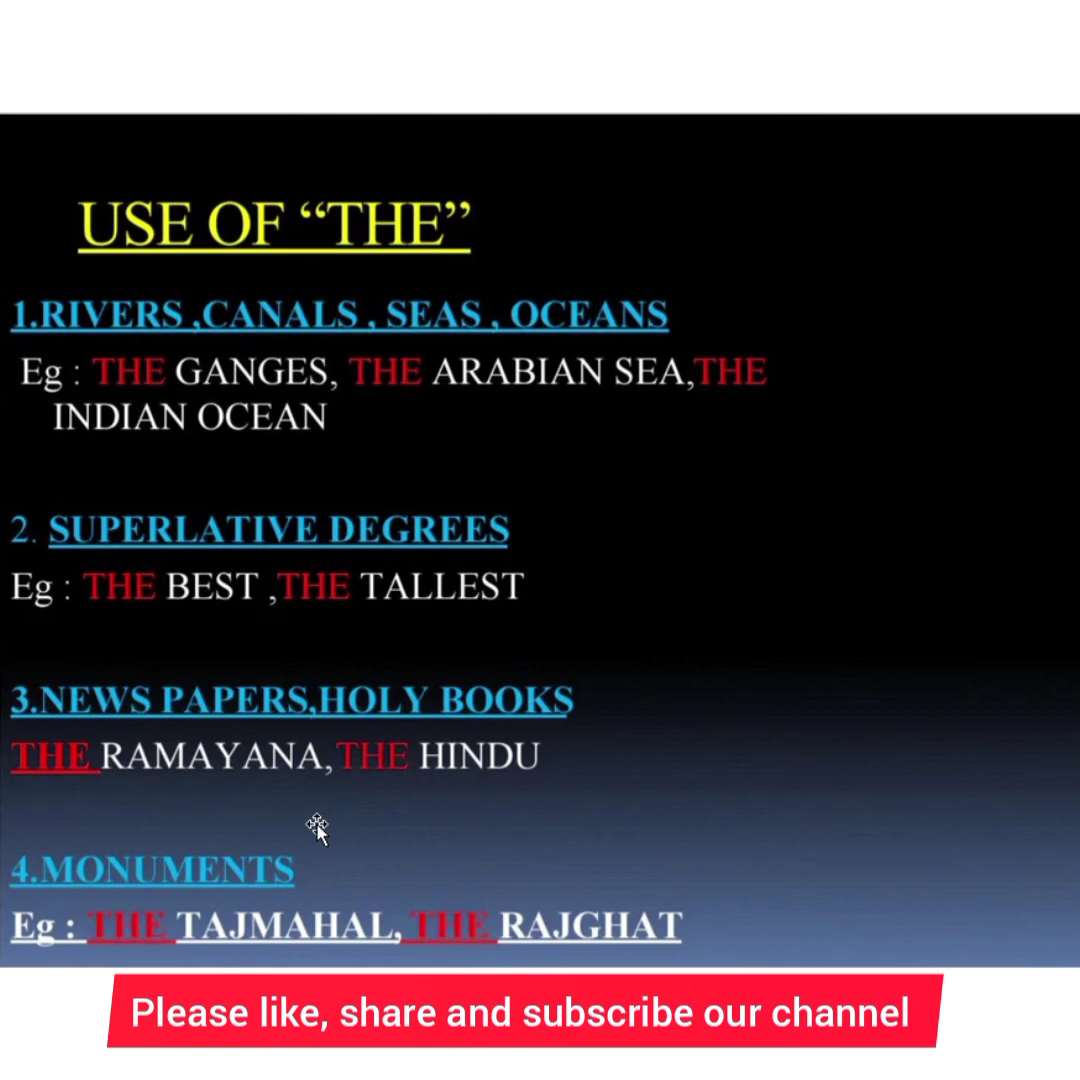 USE OF “THE”
1.RIVERS ,CANALS , SEAS , OCEANS
Eg : THE GANGES, THE ARABIAN SEA,THE
INDIAN OCEAN
2. SUPERLATIVE DEGREES
Eg : THE BEST ,THE TALLEST
3.NEWS PAPERS,HOLY BOOKS
THE RAMAYANA,THE HINDU
4.MONUMENTS
Eg : THE TAJMAHAL, THE RAJGHAT
Please like, share and subscribe our channel